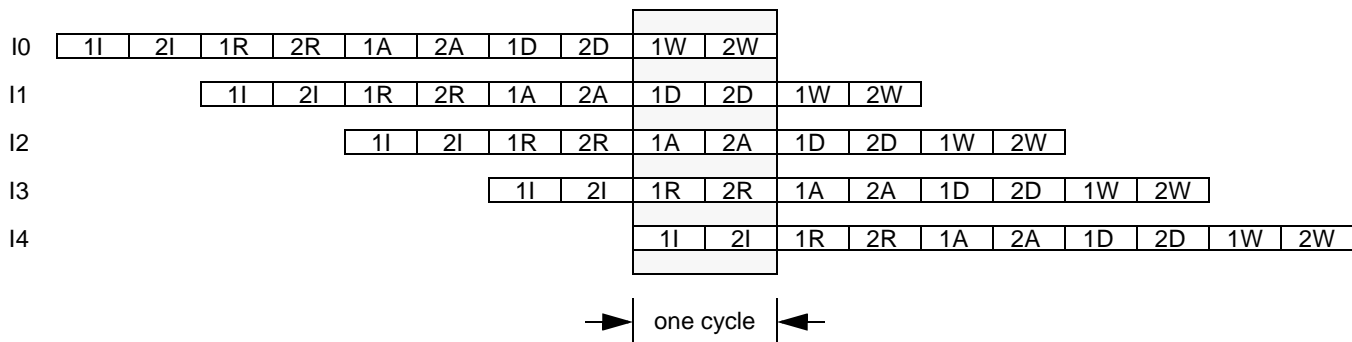 I0 1I 2I 1R 2R 1A 2A 1D 2D 1W 2W
I1 1I 2I 1R 2R 1A 2A 1D 2D 1W 2W
I2 1I 2I 1R 2R 1A 2A 1D 2D 1W 2W
I3 1I 2I 1R 2R 1A 2A 1D 2D 1W 2W
I4 1I 2I 1R 2R 1A 2A 1D 2D 1W 2W
one cycle